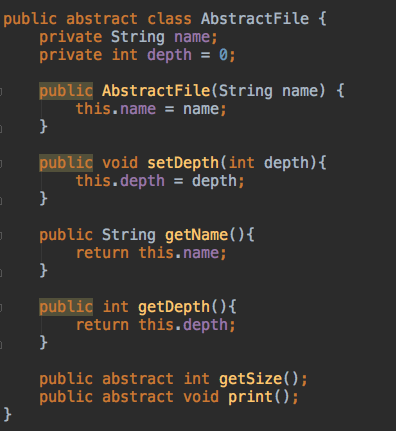 public abstract class AbstractFile {
    private String name;
    private int depth = 0;

    public AbstractFile(String name) {
        this.name = name;
    }

    public void setDepth(int depth){
        this.depth = depth;
    }

    public String getName(){
        return this.name;
    }

    public int getDepth(){
        return this.depth;
    }

    public abstract int getSize();
    public abstract void print();
}